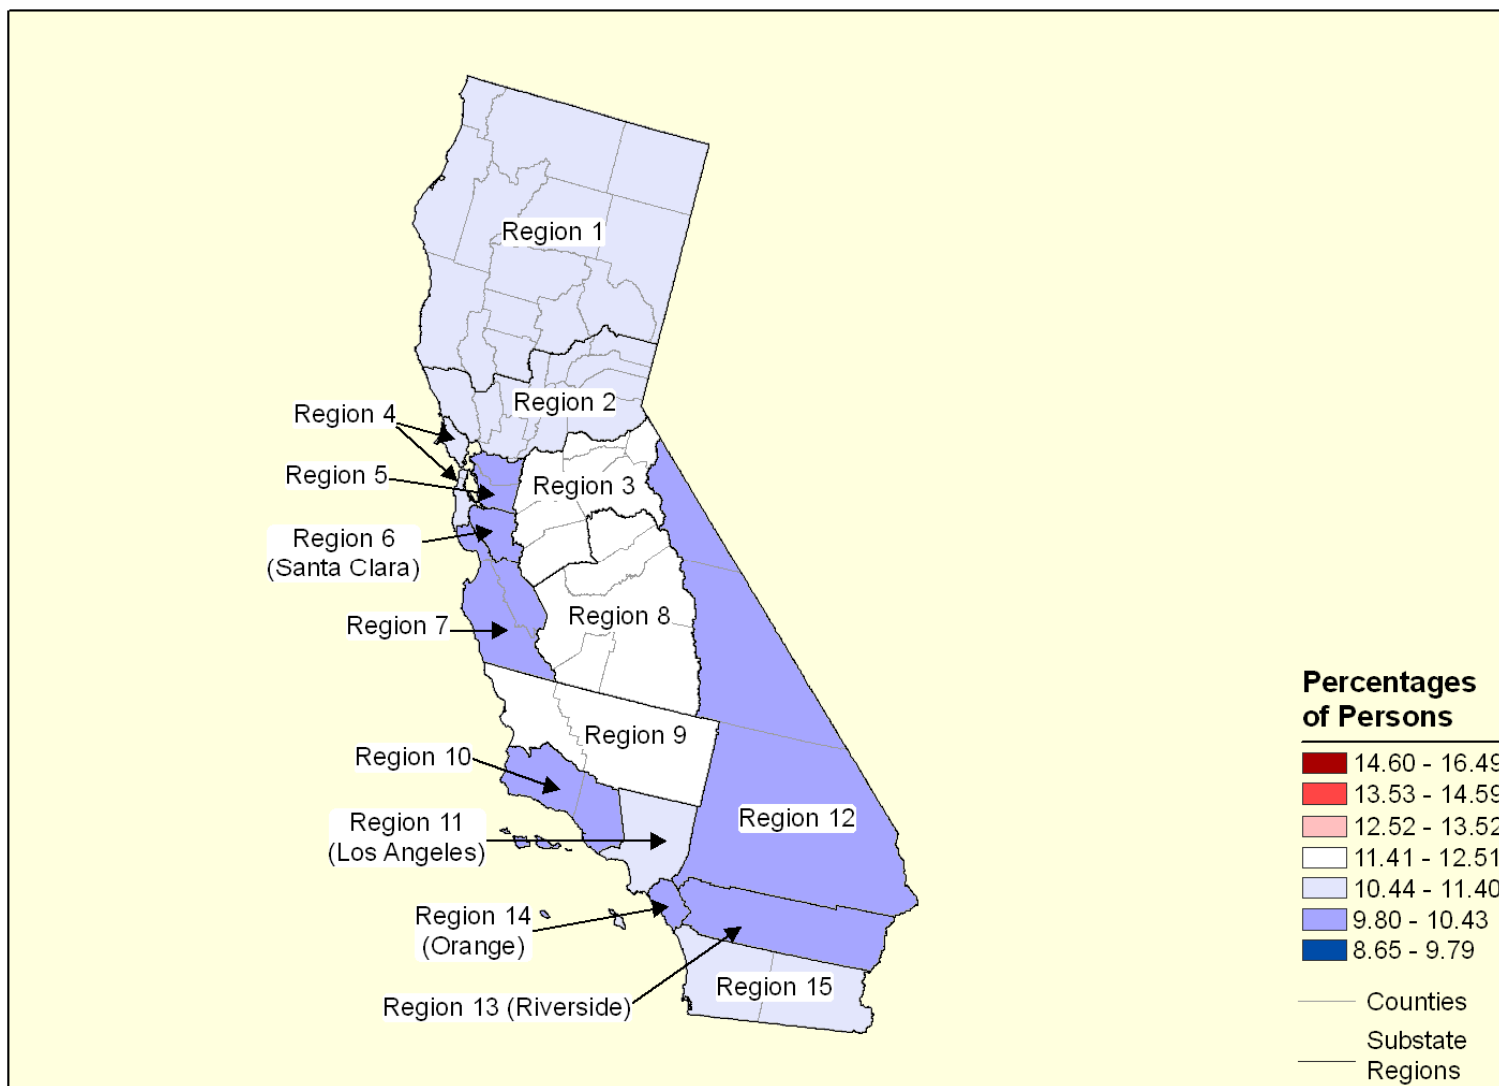 Region 1
Region 2
Region 4
Region 5
Region 3
Region 6
(Santa Clara)
Region 7
Region 8
Region 9
Region 10
Region 11
(Los Angeles)
Region 12
Region 14
(Orange)
Region 13 (Riverside)
Region 15
Percentages
of Persons
14.60 - 16.49
13.53 - 14.59
12.52 - 13.52
11.41 - 12.51
10.44 - 11.40
9.80 - 10.43
8.65 - 9.79
Counties
Substate
Regions